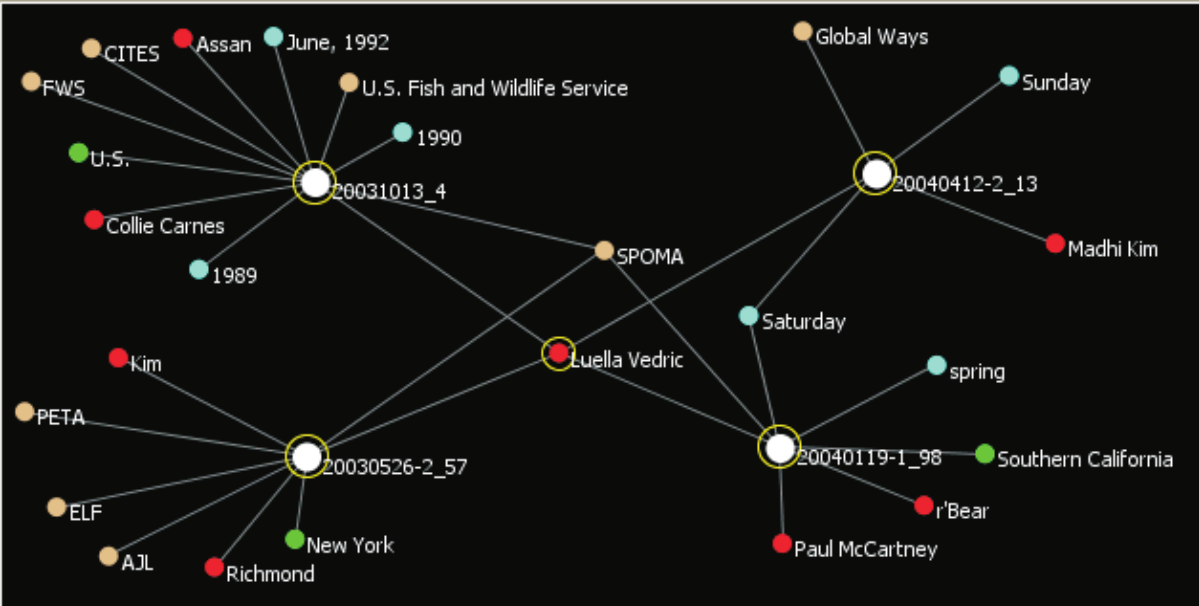 Global Ways
Assan
June, 1992
CITES
Sunday
FWS
U.S. Fish and Wildlife Service
1990
U.S.
20031013_4
20040412-2_13
Collie Carnes
Madhi Kim
SPOMA
1989
Saturday
Luella Vedric
Kim
spring
PETA
20040119-1_98
Southern California
20030526-2_57
ELF
r'Bear
New York
Paul McCartney
AJL
Richmond